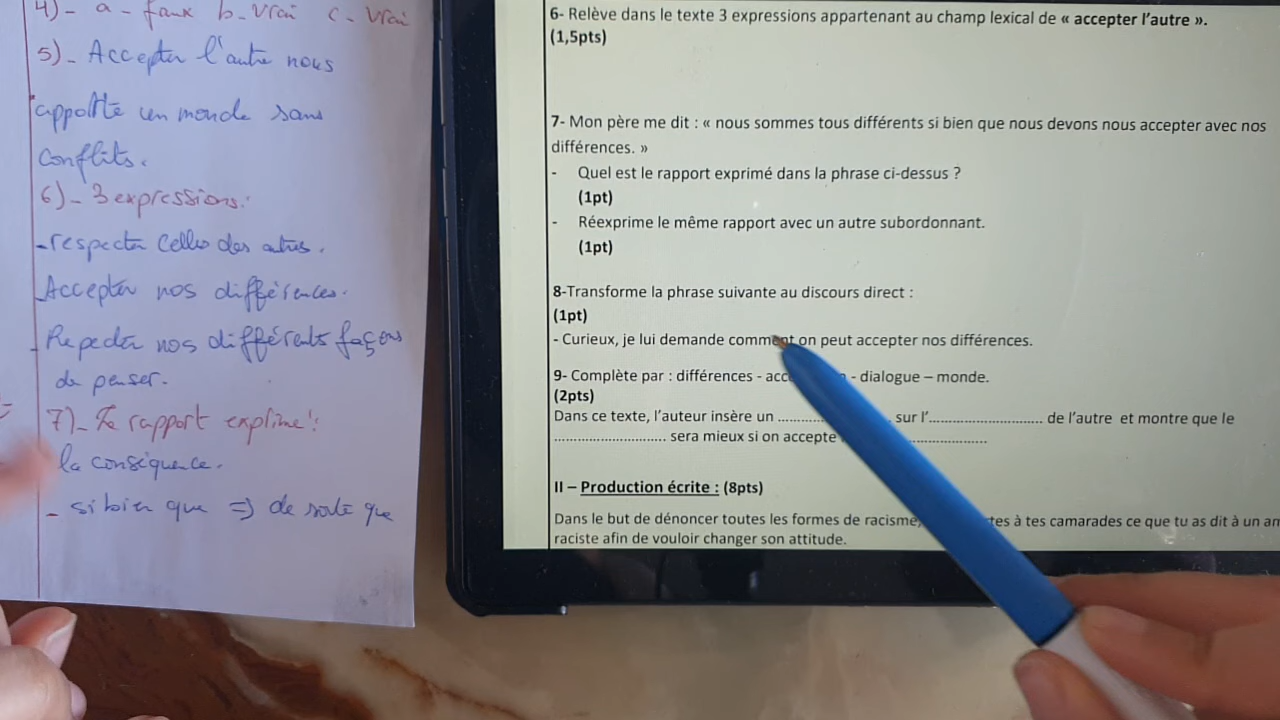 4)- a - faux b- vrai c- vrai
5)- Accepter l'autre nous
apporte un monde sans
conflits.
6)- 3 expressions:
- respecter celles des autres.
- Accepter nos différences.
- Repecter nos différents façons
de penser.
7)- Le rapport exprimé:
la conséquence.
- si bien que => de sorte que
6- Relève dans le texte 3 expressions appartenant au champ lexical de « accepter l'autre ».
(1,5pts)
7- Mon père me dit : « nous sommes tous différents si bien que nous devons nous accepter avec nos
différences. »
- Quel est le rapport exprimé dans la phrase ci-dessus ?
(1pt)
- Réexprime le même rapport avec un autre subordonnant.
(1pt)
8-Transforme la phrase suivante au discours direct :
(1pt)
- Curieux, je lui demande comment on peut accepter nos différences.
9- Complète par : différences - acc - dialogue – monde.
(2pts)
Dans ce texte, l'auteur insère un ................ sur l'............................ de l'autre et montre que le
............................ sera mieux si on accepte ....................
II – Production écrite : (8pts)
Dans le but de dénoncer toutes les formes de racisme, tes à tes camarades ce que tu as dit à un am
raciste afin de vouloir changer son attitude.